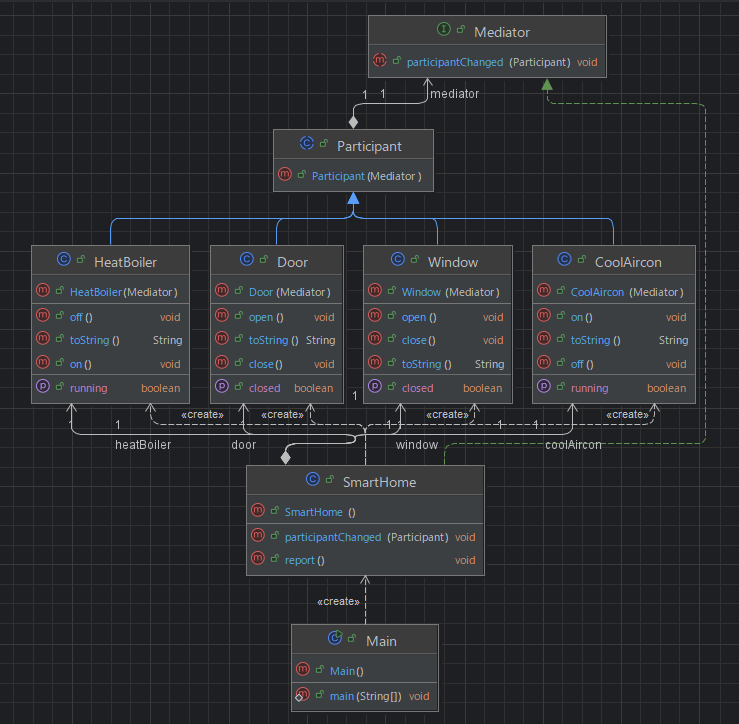 Mediator
participantChanged (Participant) void
1 1 mediator
Participant
Participant(Mediator )
HeatBoiler
HeatBoiler(Mediator )
off () void
toString () String
on() void
running boolean
Door
Door (Mediator)
open () void
toString () String
close() void
closed boolean
Window
Window (Mediator)
open () void
close() void
toString () String
closed boolean
CoolAircon
CoolAircon (Mediator)
on() void
toString () String
off () void
running boolean
1
«create» «create» «create» «create»
1 1 1 1 1
heatBoiler door window coolAircon
SmartHome
SmartHome ()
participantChanged (Participant) void
report () void
«create»
Main
Main()
main (String[]) void